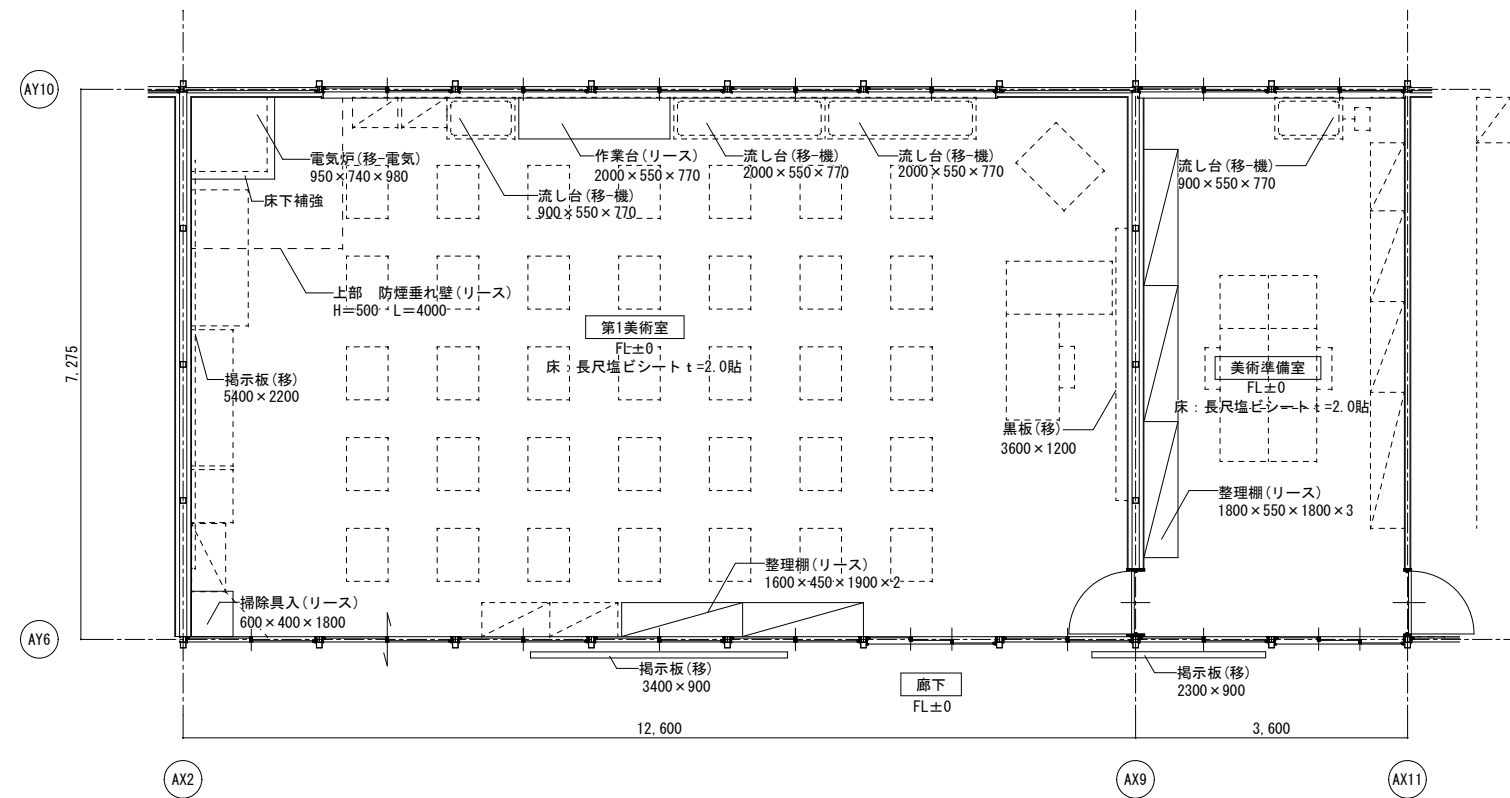 AY10
電気炉(移-電気)
950×740×980
床下補強
作業台(リース)
2000×550×770
流し台(移-機)
2000×550×770
流し台(移-機)
2000×550×770
流し台(移-機)
900×550×770
流し台(移-機)
900×550×770
上部 防煙垂れ壁(リース)
H=500 L=4000
第1美術室
FL±0
床：長尺塩ビシートt=2.0貼
7,275
掲示板(移)
5400×2200
美術準備室
FL±0
床：長尺塩ビシートt=2.0貼
黒板(移)
3600×1200
整理棚(リース)
1800×550×1800×3
整理棚(リース)
1600×450×1900×2
掃除具入(リース)
600×400×1800
AY6
掲示板(移)
3400×900
廊下
FL±0
掲示板(移)
2300×900
12,600
3,600
AX2
AX9
AX11